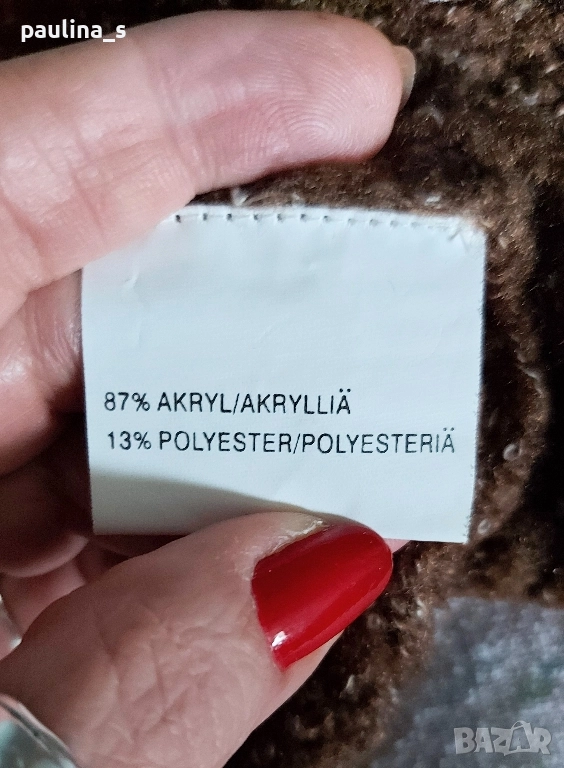 paulina_s
87% AKRYL/AKRYLLIÄ
13% POLYESTER/POLYESTERIÄ
BAZAR